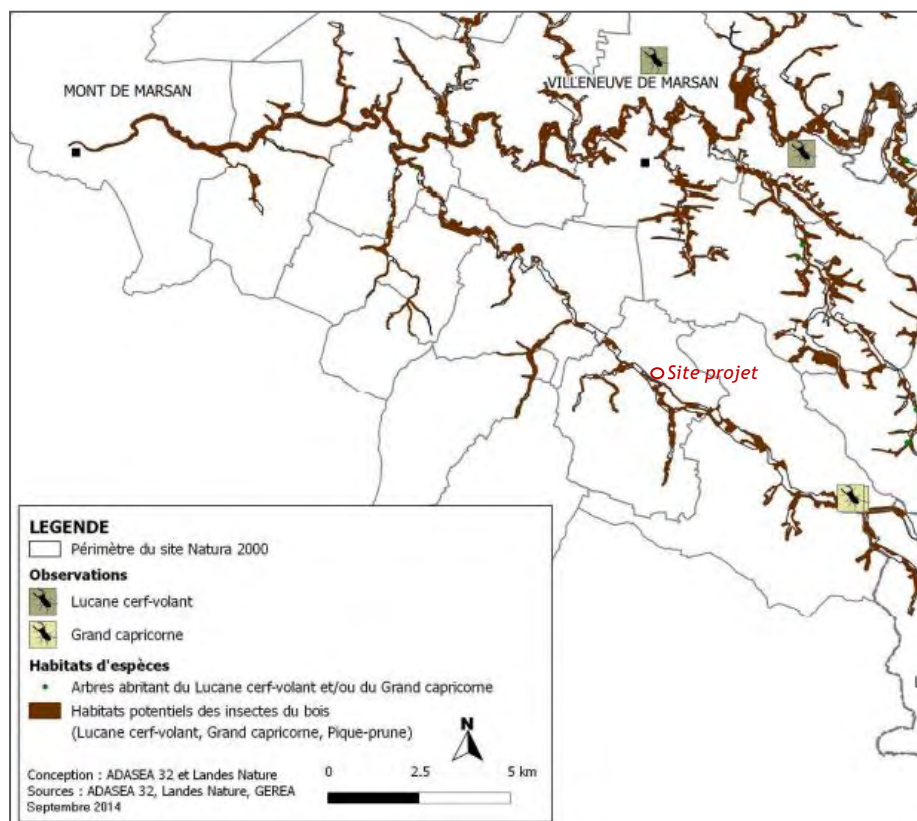 MONT DE MARSAN
VILLENEUVE DE MARSAN
Site projet
LEGENDE
Périmètre du site Natura 2000
Observations
Lucane cerf-volant
Grand capricorne
Habitats d'espèces
Arbres abritant du Lucane cerf-volant et/ou du Grand capricorne
Habitats potentiels des insectes du bois
(Lucane cerf-volant, Grand capricorne, Pique-prune)
N
Conception : ADASEA 32 et Landes Nature
Sources : ADASEA 32, Landes Nature, GEREA
Septembre 2014
0 2.5 5 km